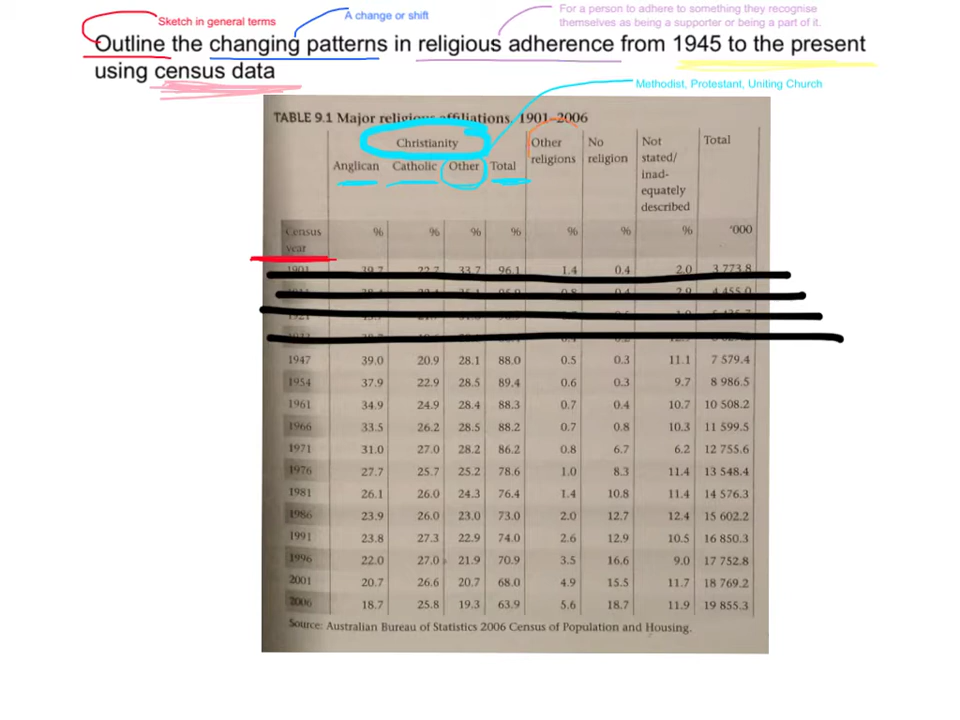 Sketch in general terms
A change or shift
For a person to adhere to something they recognise
themselves as being a supporter or being a part of it.
Outline the changing patterns in religious adherence from 1945 to the present
using census data
Methodist, Protestant, Uniting Church
TABLE 9.1 Major religious affiliations, 1901–2006
Christianity Other No Not Total
religions religion stated/
Anglican Catholic Other Total inad-
equately
described
Census % % % % % % % '000
year
1901 39.7 22.7 33.7 96.1 1.4 0.4 2.0 3 773.8
4 455.0
1947 39.0 20.9 28.1 88.0 0.5 0.3 11.1 7 579.4
1954 37.9 22.9 28.5 89.4 0.6 0.3 9.7 8 986.5
1961 34.9 24.9 28.4 88.3 0.7 0.4 10.7 10 508.2
1966 33.5 26.2 28.5 88.2 0.7 0.8 10.3 11 599.5
1971 31.0 27.0 28.2 86.2 0.8 6.7 6.2 12 755.6
1976 27.7 25.7 25.2 78.6 1.0 8.3 11.4 13 548.4
1981 26.1 26.0 24.3 76.4 1.4 10.8 11.4 14 576.3
1986 23.9 26.0 23.0 73.0 2.0 12.7 12.4 15 602.2
1991 23.8 27.3 22.9 74.0 2.6 12.9 10.5 16 850.3
1996 22.0 27.0 21.9 70.9 3.5 16.6 9.0 17 752.8
2001 20.7 26.6 20.7 68.0 4.9 15.5 11.7 18 769.2
2006 18.7 25.8 19.3 63.9 5.6 18.7 11.9 19 855.3
Source: Australian Bureau of Statistics 2006 Census of Population and Housing.